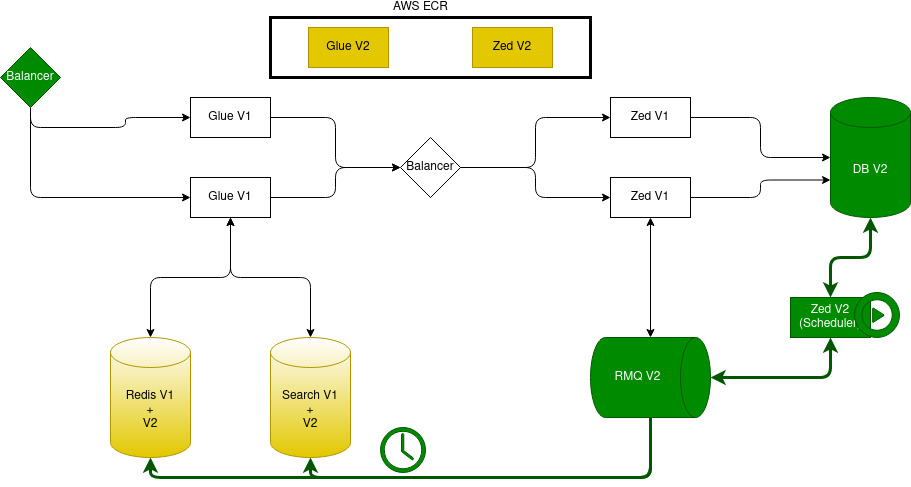 AWS ECR
Glue V2
Zed V2
Balancer
Glue V1
Zed V1
Balancer
DB V2
Glue V1
Zed V1
Zed V2
(Scheduler
RMQ V2
Redis V1
+
V2
Search V1
+
V2